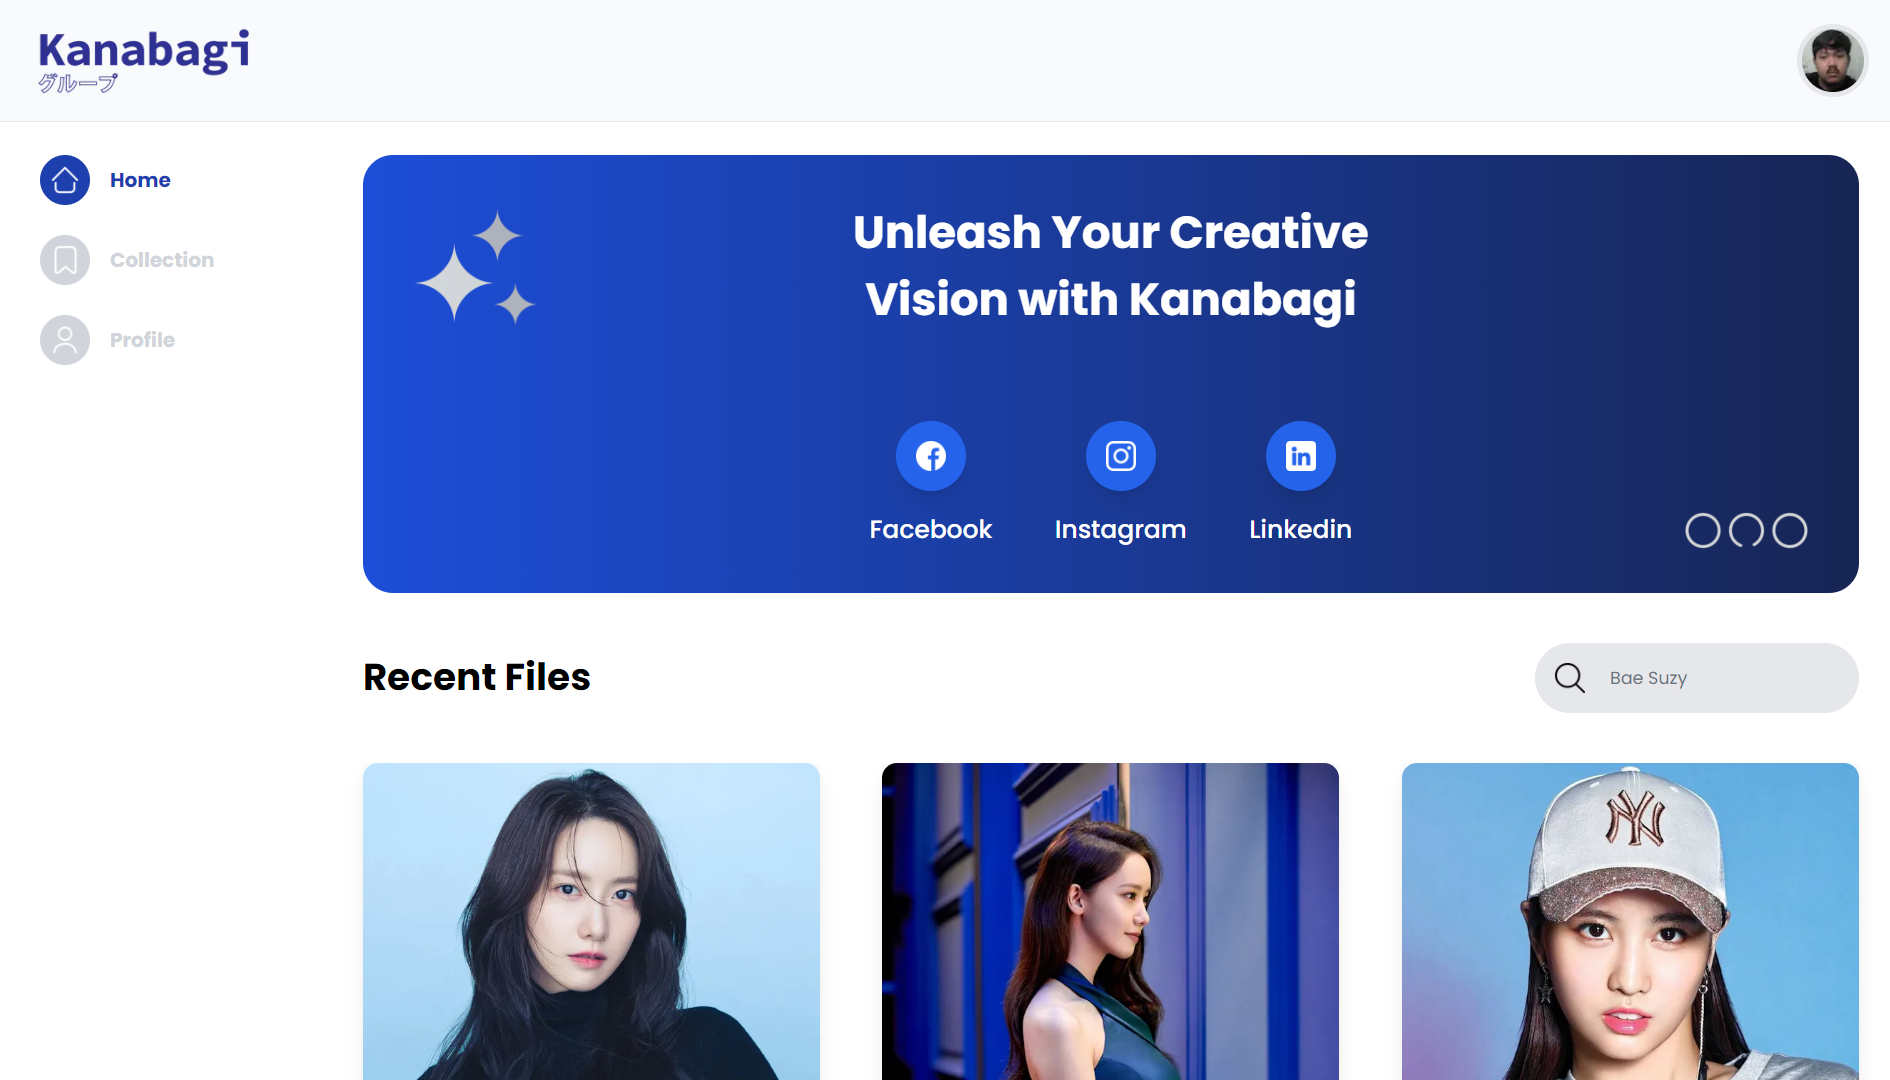 Kanabagi
グループ
Home
Collection
Profile
Unleash Your Creative
Vision with Kanabagi
Facebook
Instagram
Linkedin
Recent Files
Bae Suzy
NY